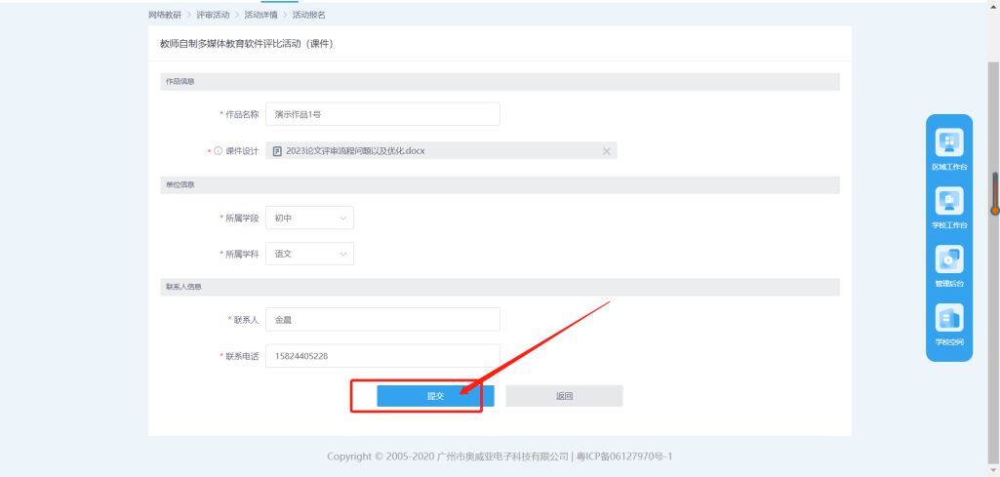 网络教研 > 评审活动 > 活动详情 > 活动报名
教师自制多媒体教育软件评比活动（课件）
作品信息
* 作品名称 演示作品1号
* 课件设计 2023论文评审流程问题以及优化.docx
单位信息
* 所属学段 初中
* 所属学科 语文
联系人信息
* 联系人 金晨
* 联系电话 15824405228
提交 返回
区域工作台
学校工作台
管理后台
学校空间
Copyright © 2005-2020 广州市奥威亚电子科技有限公司 | 粤ICP备06127970号-1